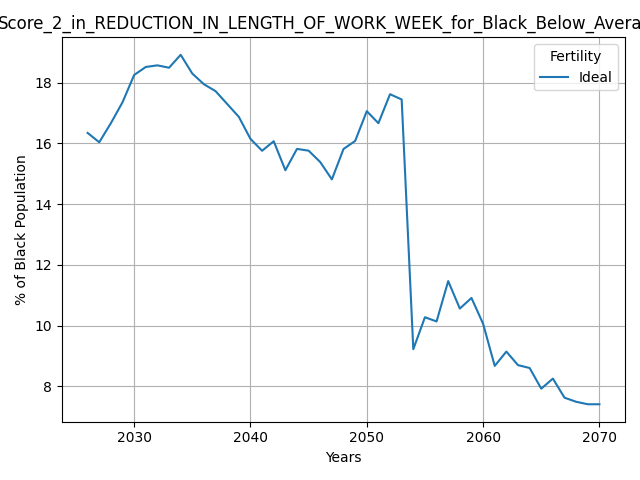 Score_2_in_REDUCTION_IN_LENGTH_OF_WORK_WEEK_for_Black_Below_Avera
Fertility
Ideal
% of Black Population
18
16
14
12
10
8
2030 2040 2050 2060 2070
Years